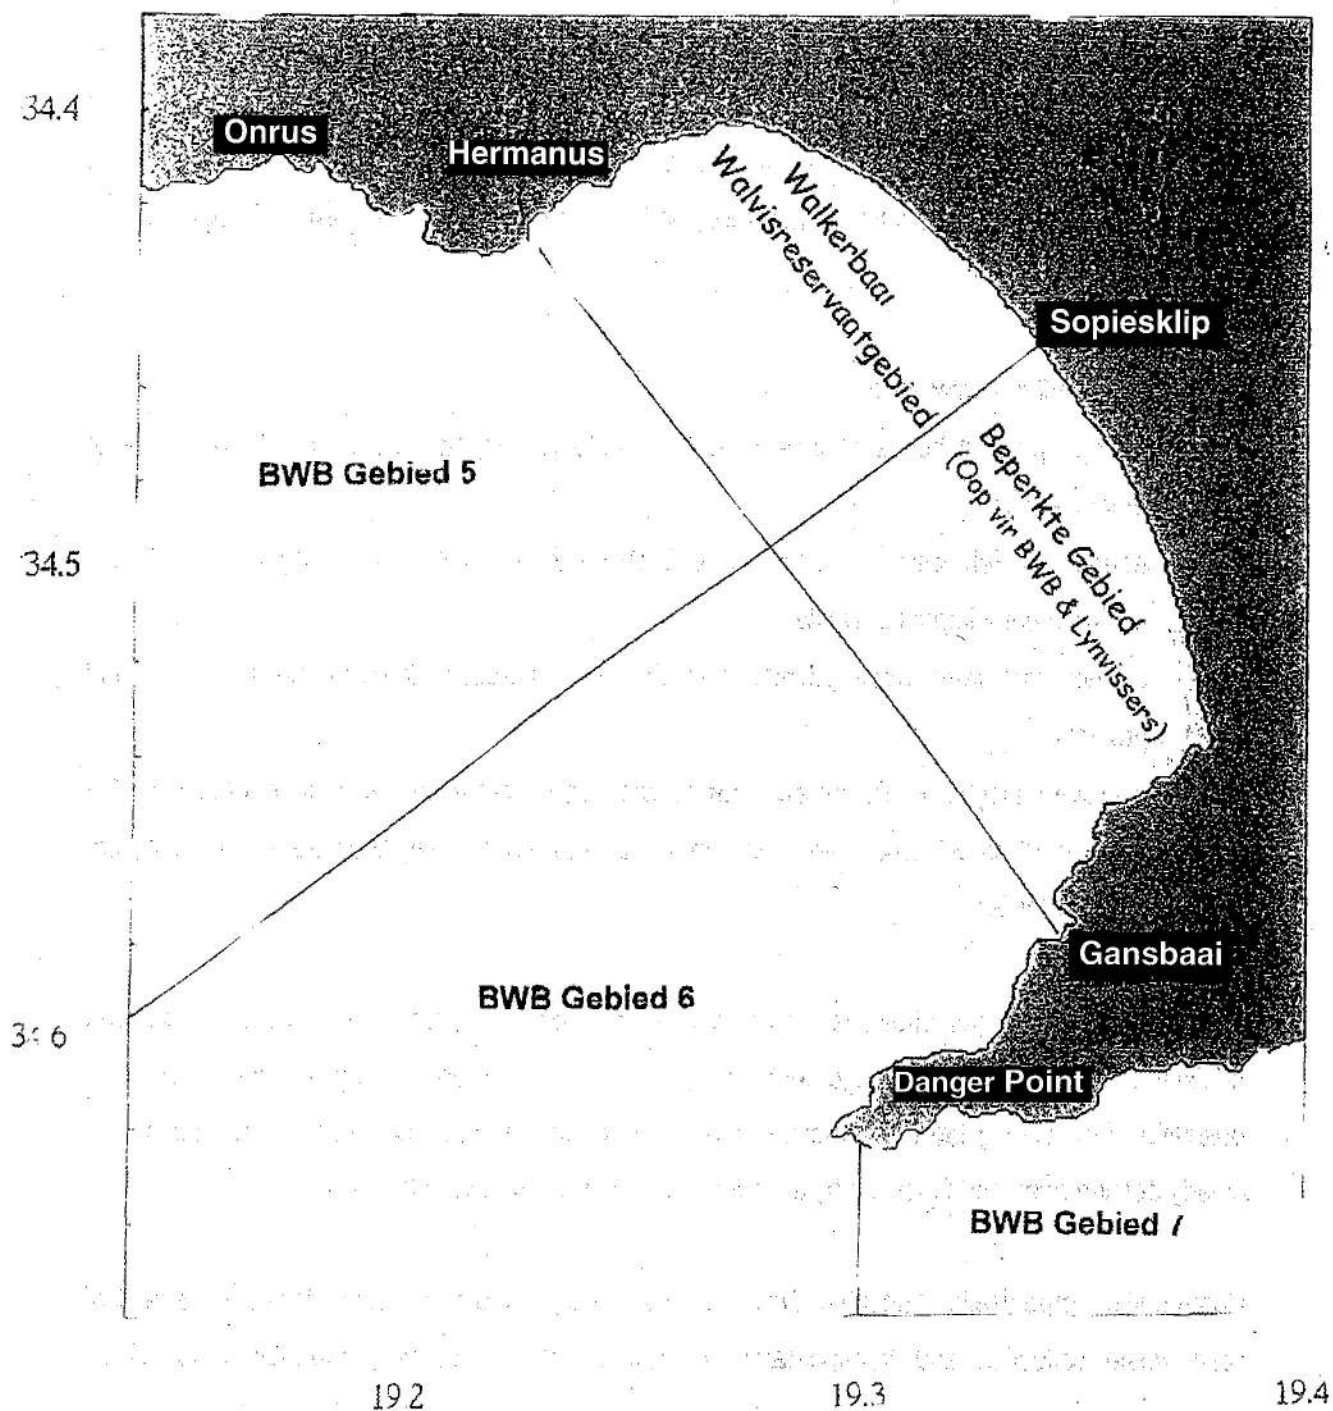 34.4
Onrus
Hermanus
Walkerbaai
Walvisreservaatgebied
Sopiesklip
BWB Gebied 5
Beperkte Gebied
(Oop vir BWB & Lynvissers)
34.5
Gansbaai
BWB Gebied 6
Danger Point
BWB Gebied 7
19.2
19.3
19.4